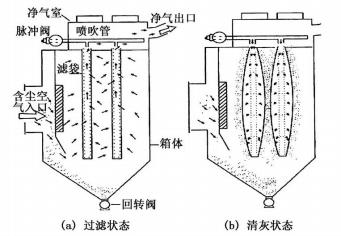 净气室
净气出口
脉冲阀
喷吹管
滤袋
含尘空
气入口
箱体
回转阀
(a) 过滤状态
(b) 清灰状态